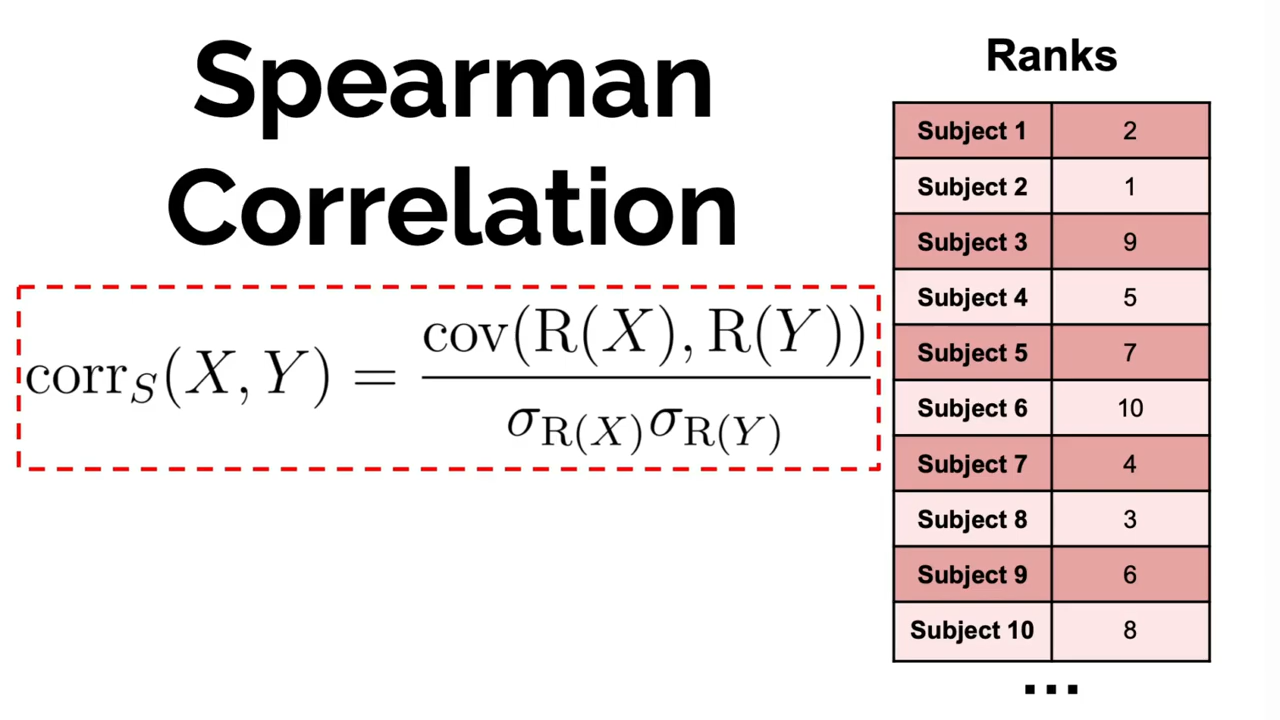 Spearman
Correlation
corr_S(X, Y) = cov(R(X), R(Y)) / σ_R(X) σ_R(Y)
Ranks
Subject 1 2
Subject 2 1
Subject 3 9
Subject 4 5
Subject 5 7
Subject 6 10
Subject 7 4
Subject 8 3
Subject 9 6
Subject 10 8
...